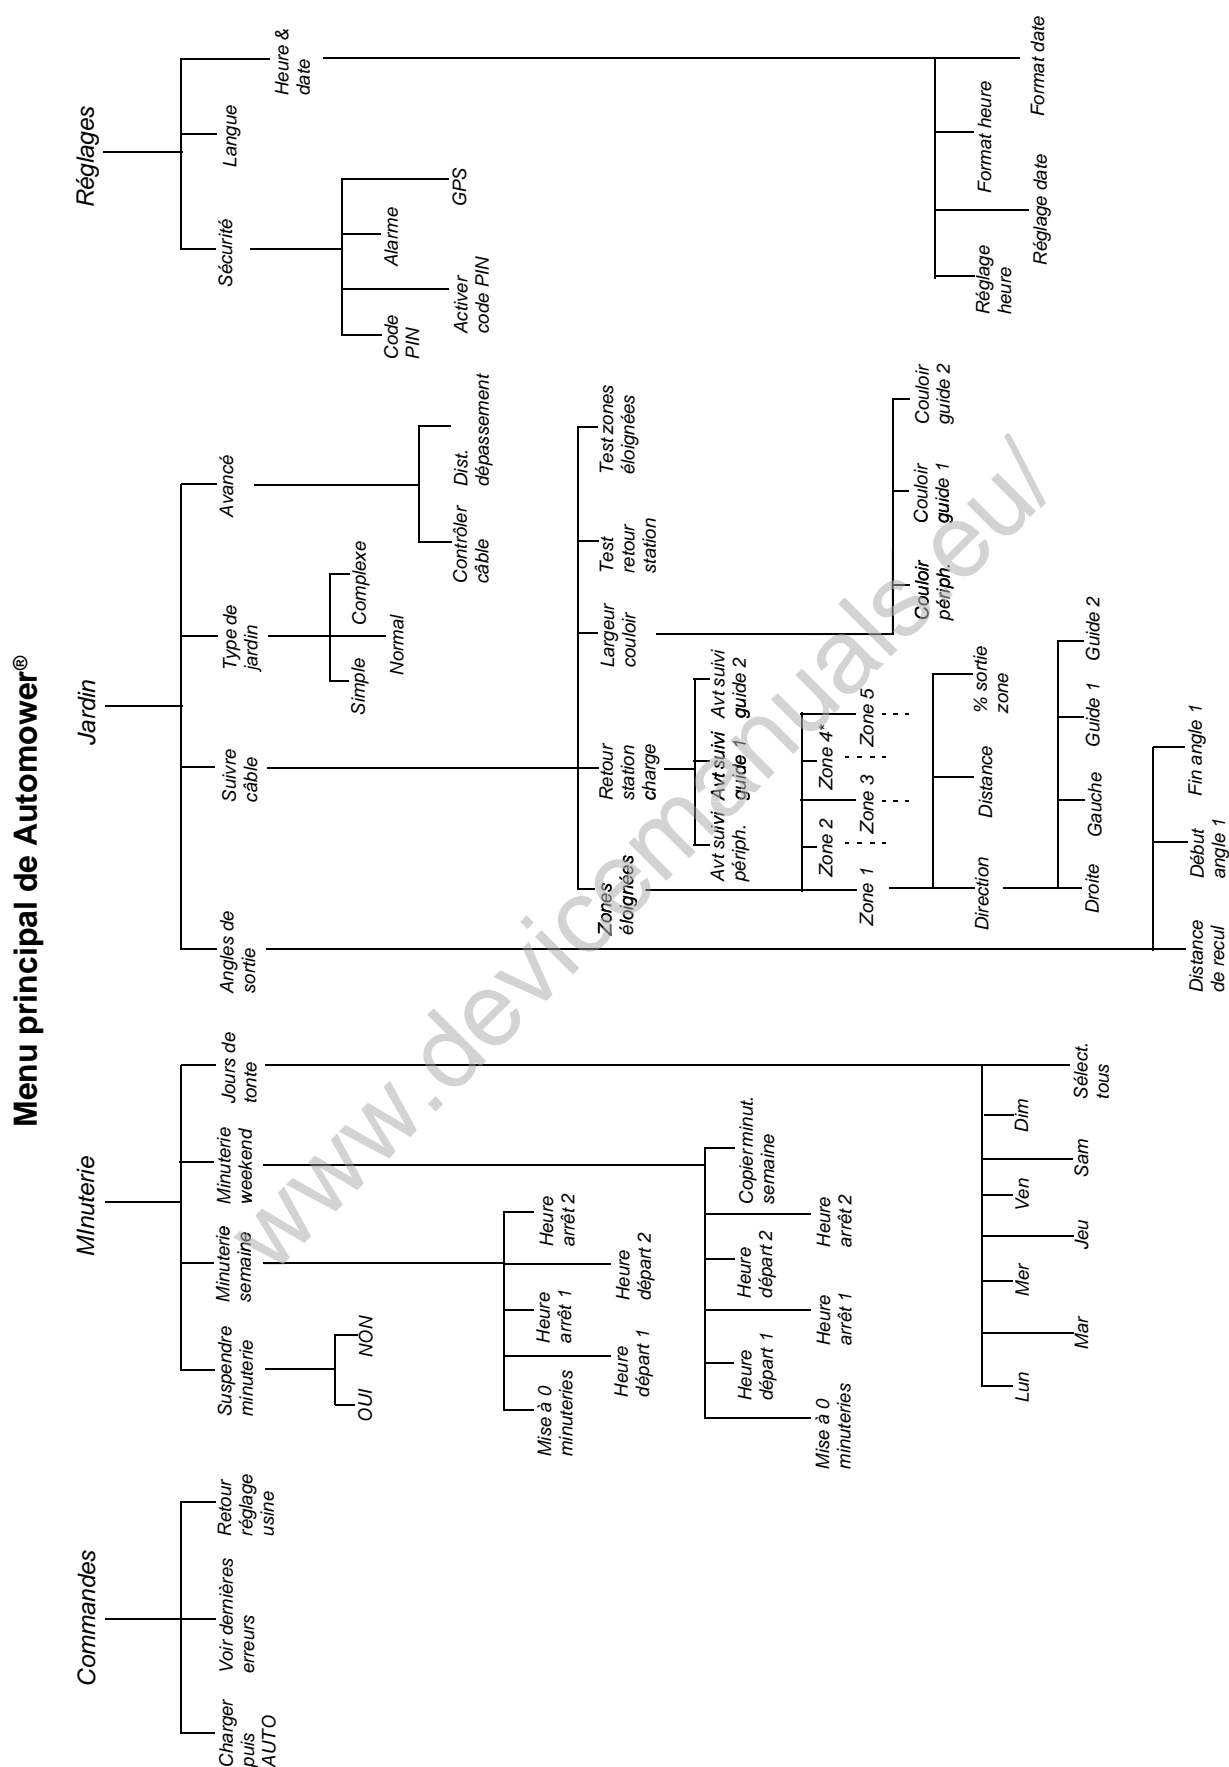 Menu principal de Automower®
Commandes
MInuterie
Jardin
Réglages
Charger
puis
AUTO
Voir dernières
erreurs
Retour
réglage
usine
Suspendre
minuterie
OUI
NON
Minuterie
semaine
Mise à 0
minuteries
Heure
départ 1
Heure
arrêt 1
Heure
départ 2
Heure
arrêt 2
Minuterie
weekend
Mise à 0
minuteries
Heure
départ 1
Heure
arrêt 1
Heure
départ 2
Heure
arrêt 2
Copier minut.
semaine
Jours de
tonte
Lun
Mar
Mer
Jeu
Ven
Sam
Dim
Sélect.
tous
Angles de
sortie
Distance
de recul
Début
angle 1
Fin angle 1
Suivre
câble
Zones
éloignées
Zone 1
Zone 2
Zone 3
Zone 4*
Zone 5
Direction
Distance
% sortie
zone
Droite
Gauche
Guide 1
Guide 2
Retour
station
charge
Avt suivi
périph.
Avt suivi
guide 1
Avt suivi
guide 2
Largeur
couloir
Couloir
périph.
Couloir
guide 1
Couloir
guide 2
Test
retour
station
Test zones
éloignées
Type de
jardin
Simple
Normal
Complexe
Avancé
Contrôler
câble
Dist.
dépassement
Sécurité
Code
PIN
Activer
code PIN
Alarme
GPS
Langue
Heure &
date
Réglage
heure
Réglage date
Format heure
Format date
www.devicemanuals.eu/